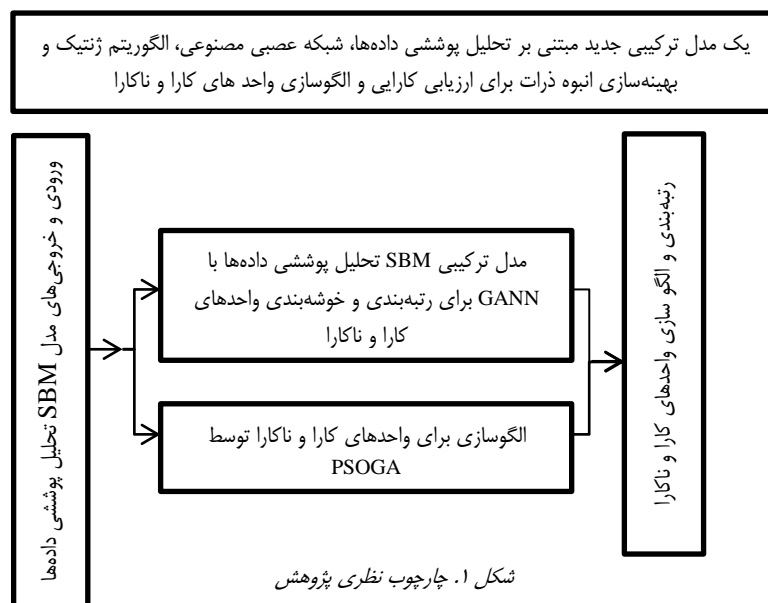 یک مدل ترکیبی جدید مبتنی بر تحلیل پوششی داده‌ها، شبکه عصبی مصنوعی، الگوریتم ژنتیک و
بهینه‌سازی انبوه ذرات برای ارزیابی کارایی و الگوسازی واحد های کارا و ناکارا
ورودی و خروجی‌های مدل SBM تحلیل پوششی داده‌ها
مدل ترکیبی SBM تحلیل پوششی داده‌ها با
GANN برای رتبه‌بندی و خوشه‌بندی واحدهای
کارا و ناکارا
الگوسازی برای واحدهای کارا و ناکارا توسط
PSOGA
رتبه‌بندی و الگو سازی واحدهای کارا و ناکارا
شکل ۱. چارچوب نظری پژوهش